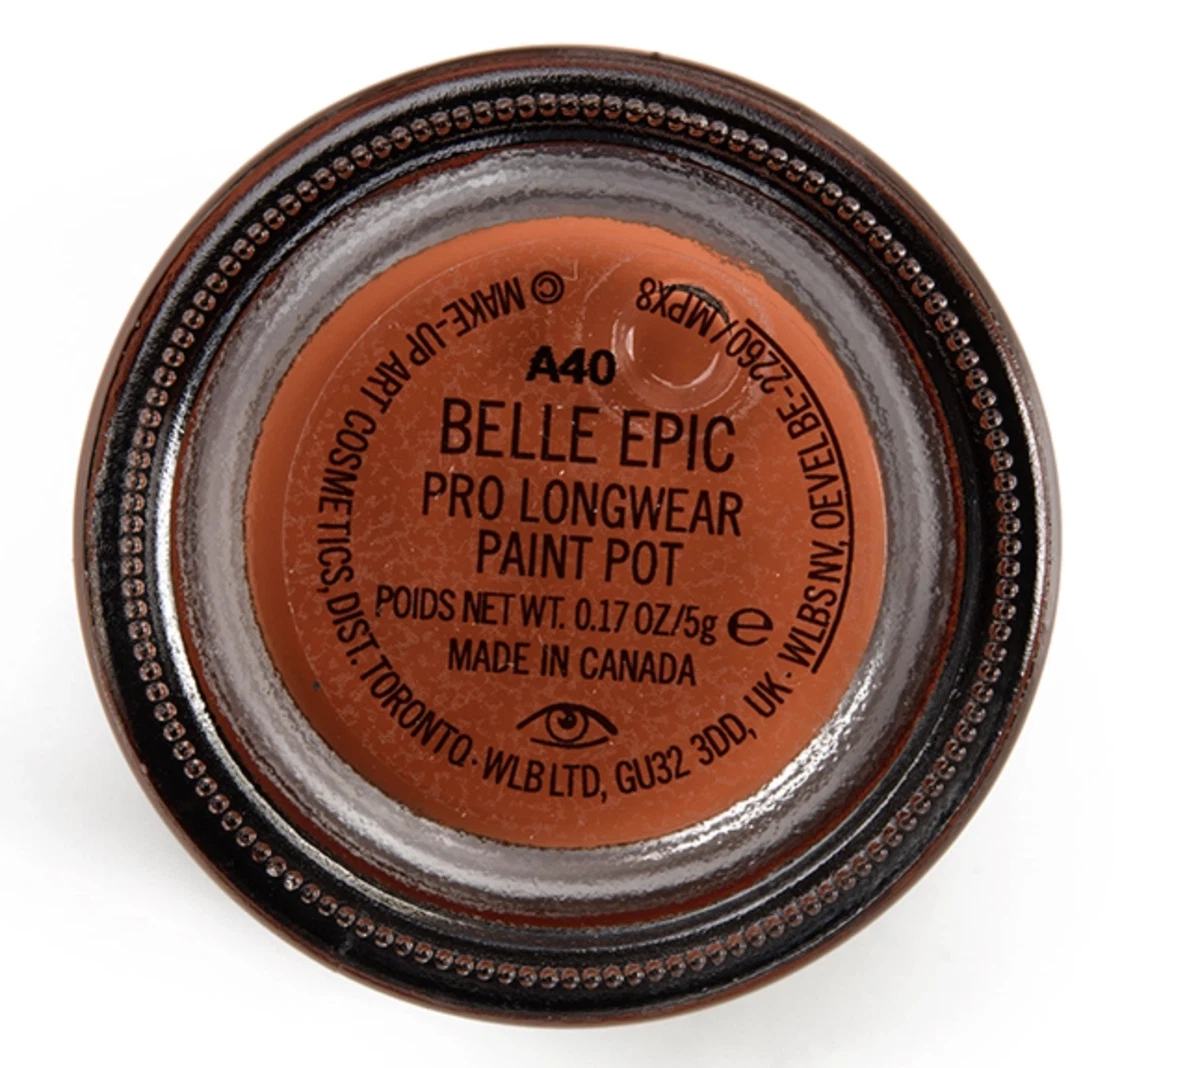 A40
BELLE EPIC
PRO LONGWEAR
PAINT POT
POIDS NET WT. 0.17 OZ/5g e
MADE IN CANADA
© MAKE-UP ART COSMETICS, DIST. TORONTO · WLB LTD, GU32 3DD, UK · WLBS NV, OEVEL BE-2260 / MPX8